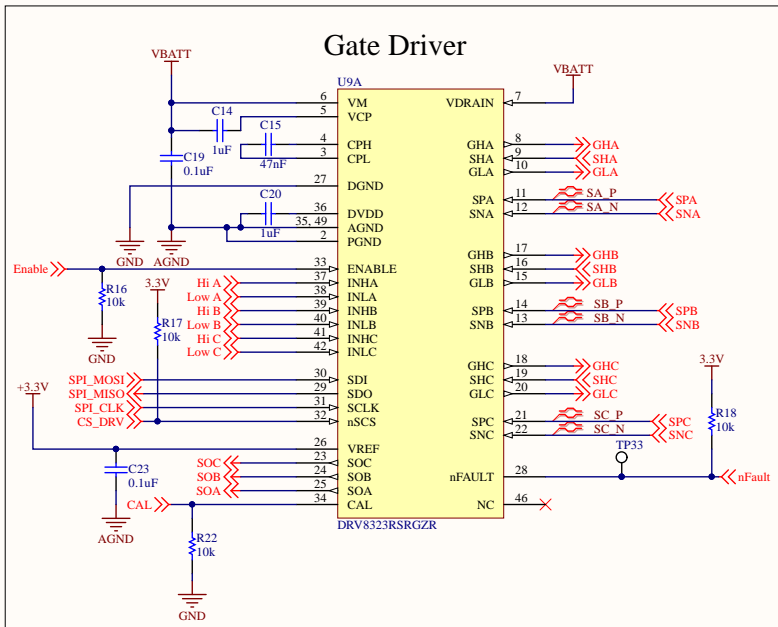 Gate Driver
VBATT
U9A
VBATT
6 VM
VDRAIN 7
C14
5 VCP
1uF
C15
4 CPH
GHA 8 GHA
47nF
3 CPL
SHA 9 SHA
C19
0.1uF
GLA 10 GLA
27 DGND
SPA 11 SA_P SPA
C20
1uF
36 DVDD
SNA 12 SA_N SNA
35, 49 AGND
2 PGND
GND
AGND
GHB 17 GHB
Enable
33 ENABLE
SHB 16 SHB
R16
10k
3.3V
Hi A 37 INHA
GLB 15 GLB
Low A 38 INLA
R17
10k
Hi B 39 INHB
SPB 14 SB_P SPB
Low B 40 INLB
SNB 13 SB_N SNB
GND
Hi C 41 INHC
Low C 42 INLC
GHC 18 GHC
3.3V
SPI_MOSI 30 SDI
SHC 19 SHC
+3.3V
SPI_MISO 29 SDO
GLC 20 GLC
SPI_CLK 31 SCLK
CS_DRV 32 nSCS
SPC 21 SC_P SPC
R18
10k
SNC 22 SC_N SNC
26 VREF
TP33
C23
0.1uF
SOC 23 SOC
SOB 24 SOB
nFAULT 28 nFault
SOA 25 SOA
CAL 34 CAL
NC 46
AGND
DRV8323RSRGZR
R22
10k
GND